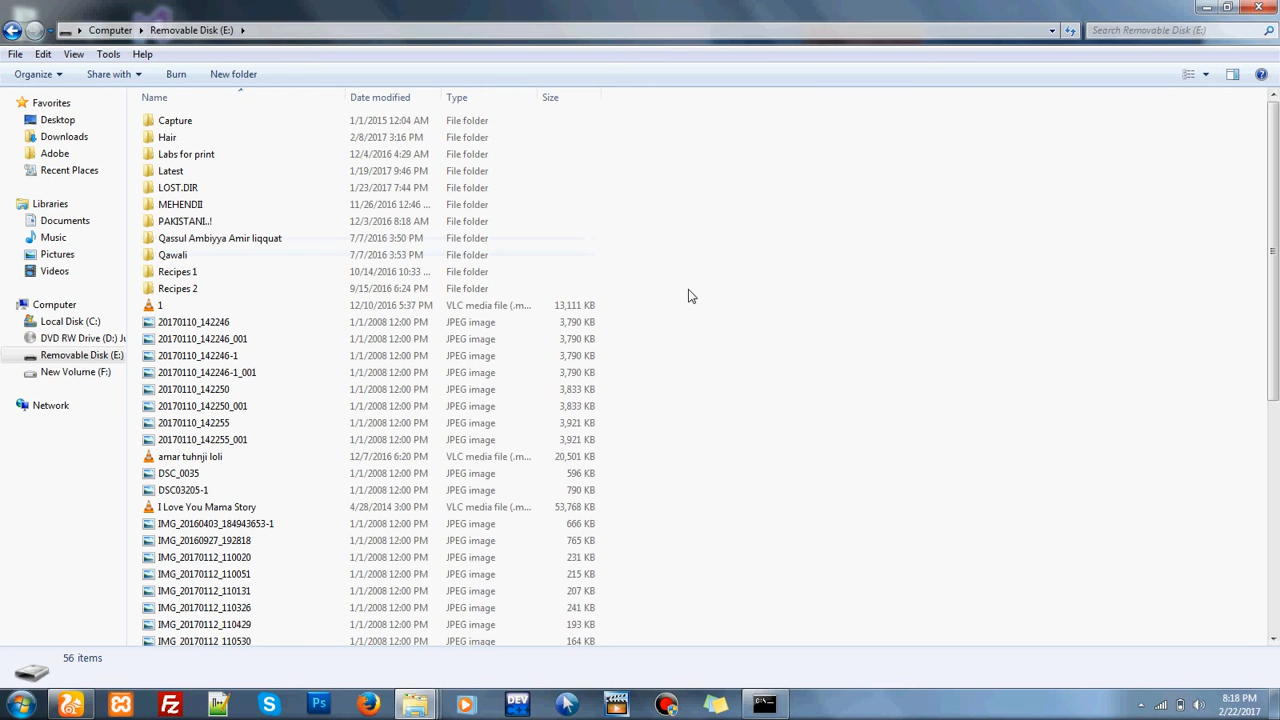 Computer Removable Disk (E:) Search Removable Disk (E:)
File Edit View Tools Help
Organize Share with Burn New folder
Name Date modified Type Size
Favorites
Desktop
Downloads
Adobe
Recent Places
Libraries
Documents
Music
Pictures
Videos
Computer
Local Disk (C:)
DVD RW Drive (D:) Ju
Removable Disk (E:)
New Volume (F:)
Network
Capture 1/1/2015 12:04 AM File folder
Hair 2/8/2017 3:16 PM File folder
Labs for print 12/4/2016 4:29 AM File folder
Latest 1/19/2017 9:46 PM File folder
LOST.DIR 1/23/2017 7:44 PM File folder
MEHENDII 11/26/2016 12:46 ... File folder
PAKISTANI..! 12/3/2016 8:18 AM File folder
Qassul Ambiyya Amir liqquat 7/7/2016 3:50 PM File folder
Qawali 7/7/2016 3:53 PM File folder
Recipes 1 10/14/2016 10:33 ... File folder
Recipes 2 9/15/2016 6:24 PM File folder
1 12/10/2016 5:37 PM VLC media file (.m... 13,111 KB
20170110_142246 1/1/2008 12:00 PM JPEG image 3,790 KB
20170110_142246_001 1/1/2008 12:00 PM JPEG image 3,790 KB
20170110_142246-1 1/1/2008 12:00 PM JPEG image 3,790 KB
20170110_142246-1_001 1/1/2008 12:00 PM JPEG image 3,790 KB
20170110_142250 1/1/2008 12:00 PM JPEG image 3,833 KB
20170110_142250_001 1/1/2008 12:00 PM JPEG image 3,833 KB
20170110_142255 1/1/2008 12:00 PM JPEG image 3,921 KB
20170110_142255_001 1/1/2008 12:00 PM JPEG image 3,921 KB
amar tuhnji loli 12/7/2016 6:20 PM VLC media file (.m... 20,501 KB
DSC_0035 1/1/2008 12:00 PM JPEG image 596 KB
DSC03205-1 1/1/2008 12:00 PM JPEG image 790 KB
I Love You Mama Story 4/28/2014 3:00 PM VLC media file (.m... 53,768 KB
IMG_20160403_184943653-1 1/1/2008 12:00 PM JPEG image 666 KB
IMG_20160927_192818 1/1/2008 12:00 PM JPEG image 765 KB
IMG_20170112_110020 1/1/2008 12:00 PM JPEG image 231 KB
IMG_20170112_110051 1/1/2008 12:00 PM JPEG image 215 KB
IMG_20170112_110131 1/1/2008 12:00 PM JPEG image 207 KB
IMG_20170112_110326 1/1/2008 12:00 PM JPEG image 241 KB
IMG_20170112_110429 1/1/2008 12:00 PM JPEG image 193 KB
IMG_20170112_110530 1/1/2008 12:00 PM JPEG image 164 KB
56 items
Fz S Ps DEV
8:18 PM
2/22/2017